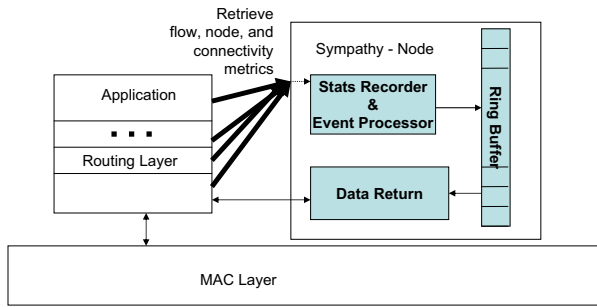 Retrieve
flow, node, and
connectivity
metrics
Sympathy - Node
Application
Stats Recorder
&
Event Processor
Ring Buffer
. . .
Routing Layer
Data Return
MAC Layer